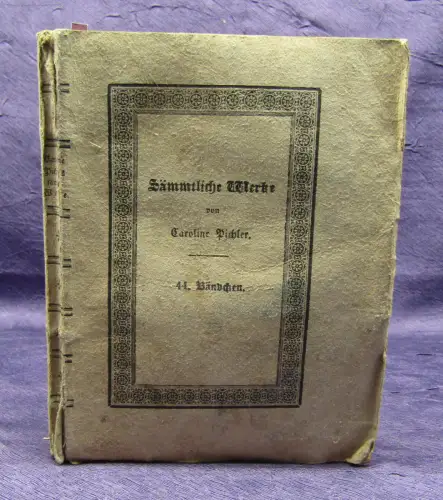 Sämmtliche Werke
von
Caroline Pichler.
44. Bändchen.